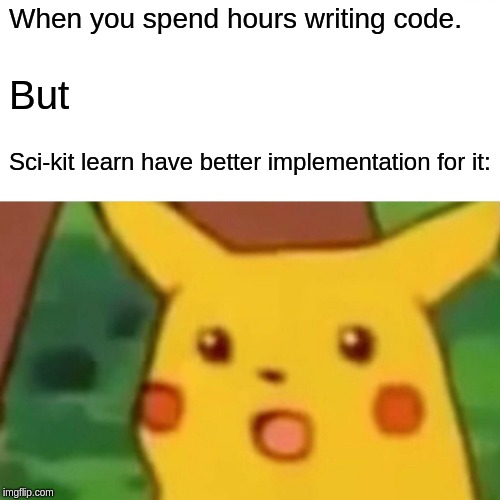 When you spend hours writing code.
But
Sci-kit learn have better implementation for it:
imgflip.com